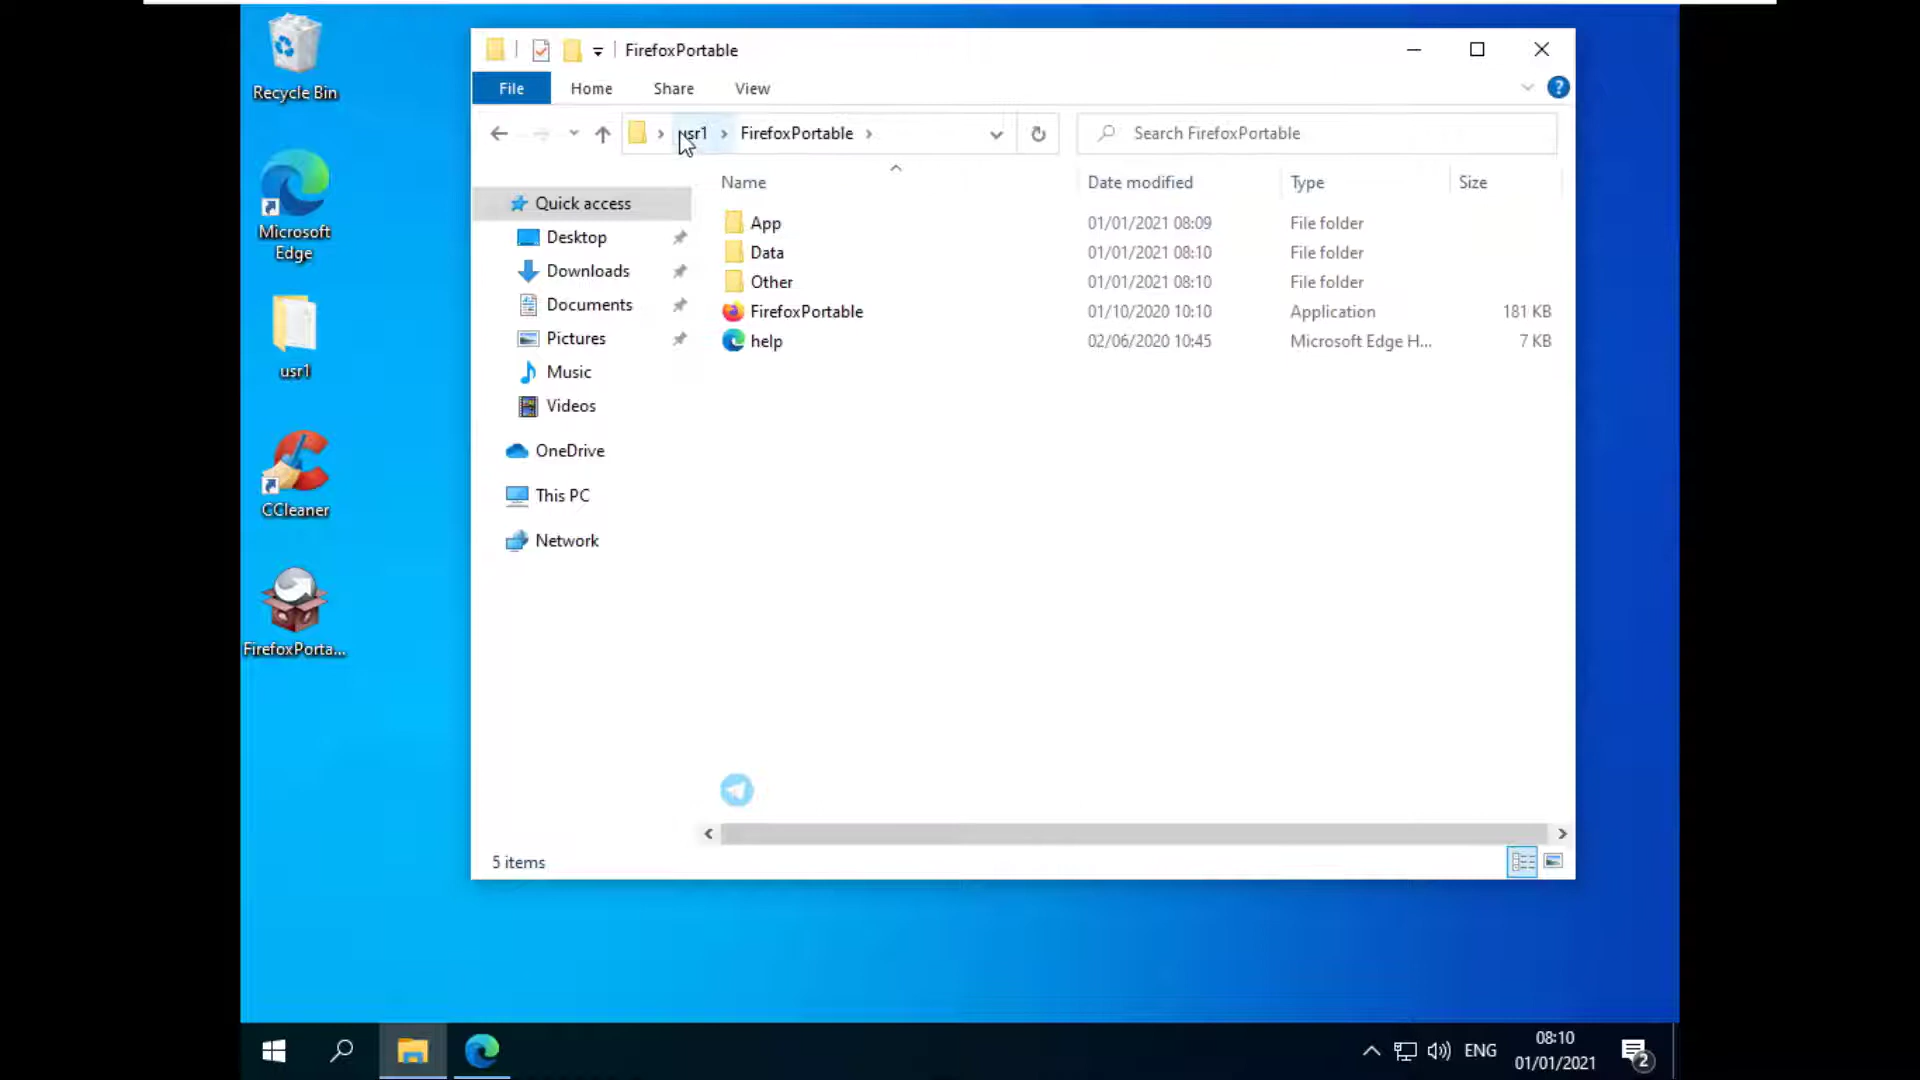 Recycle Bin
Microsoft
Edge
usr1
CCleaner
FirefoxPorta...
FirefoxPortable
File
Home
Share
View
usr1
FirefoxPortable
Search FirefoxPortable
Quick access
Desktop
Downloads
Documents
Pictures
Music
Videos
OneDrive
This PC
Network
Name Date modified Type Size
App 01/01/2021 08:09 File folder
Data 01/01/2021 08:10 File folder
Other 01/01/2021 08:10 File folder
FirefoxPortable 01/10/2020 10:10 Application 181 KB
help 02/06/2020 10:45 Microsoft Edge H... 7 KB
5 items
ENG
08:10
01/01/2021
2